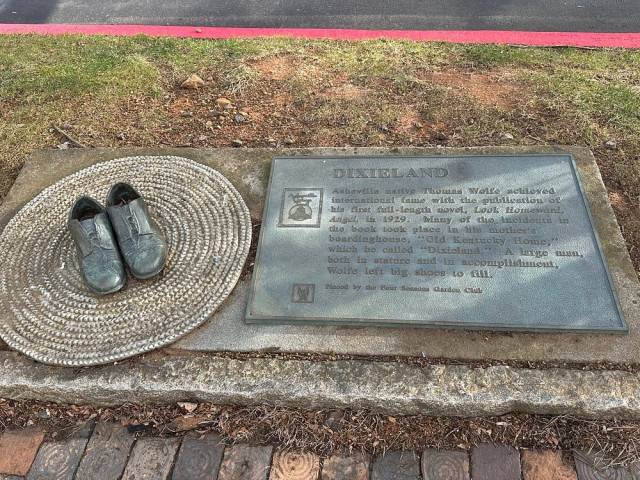 DIXIELAND
Asheville native Thomas Wolfe achieved
international fame with the publication of
his first full-length novel, Look Homeward,
Angel, in 1929. Many of the incidents in
the book took place in his mother's
boardinghouse, "Old Kentucky Home,"
which he called "Dixieland." A large man,
both in stature and in accomplishment,
Wolfe left big shoes to fill.
Placed by the Four Seasons Garden Club